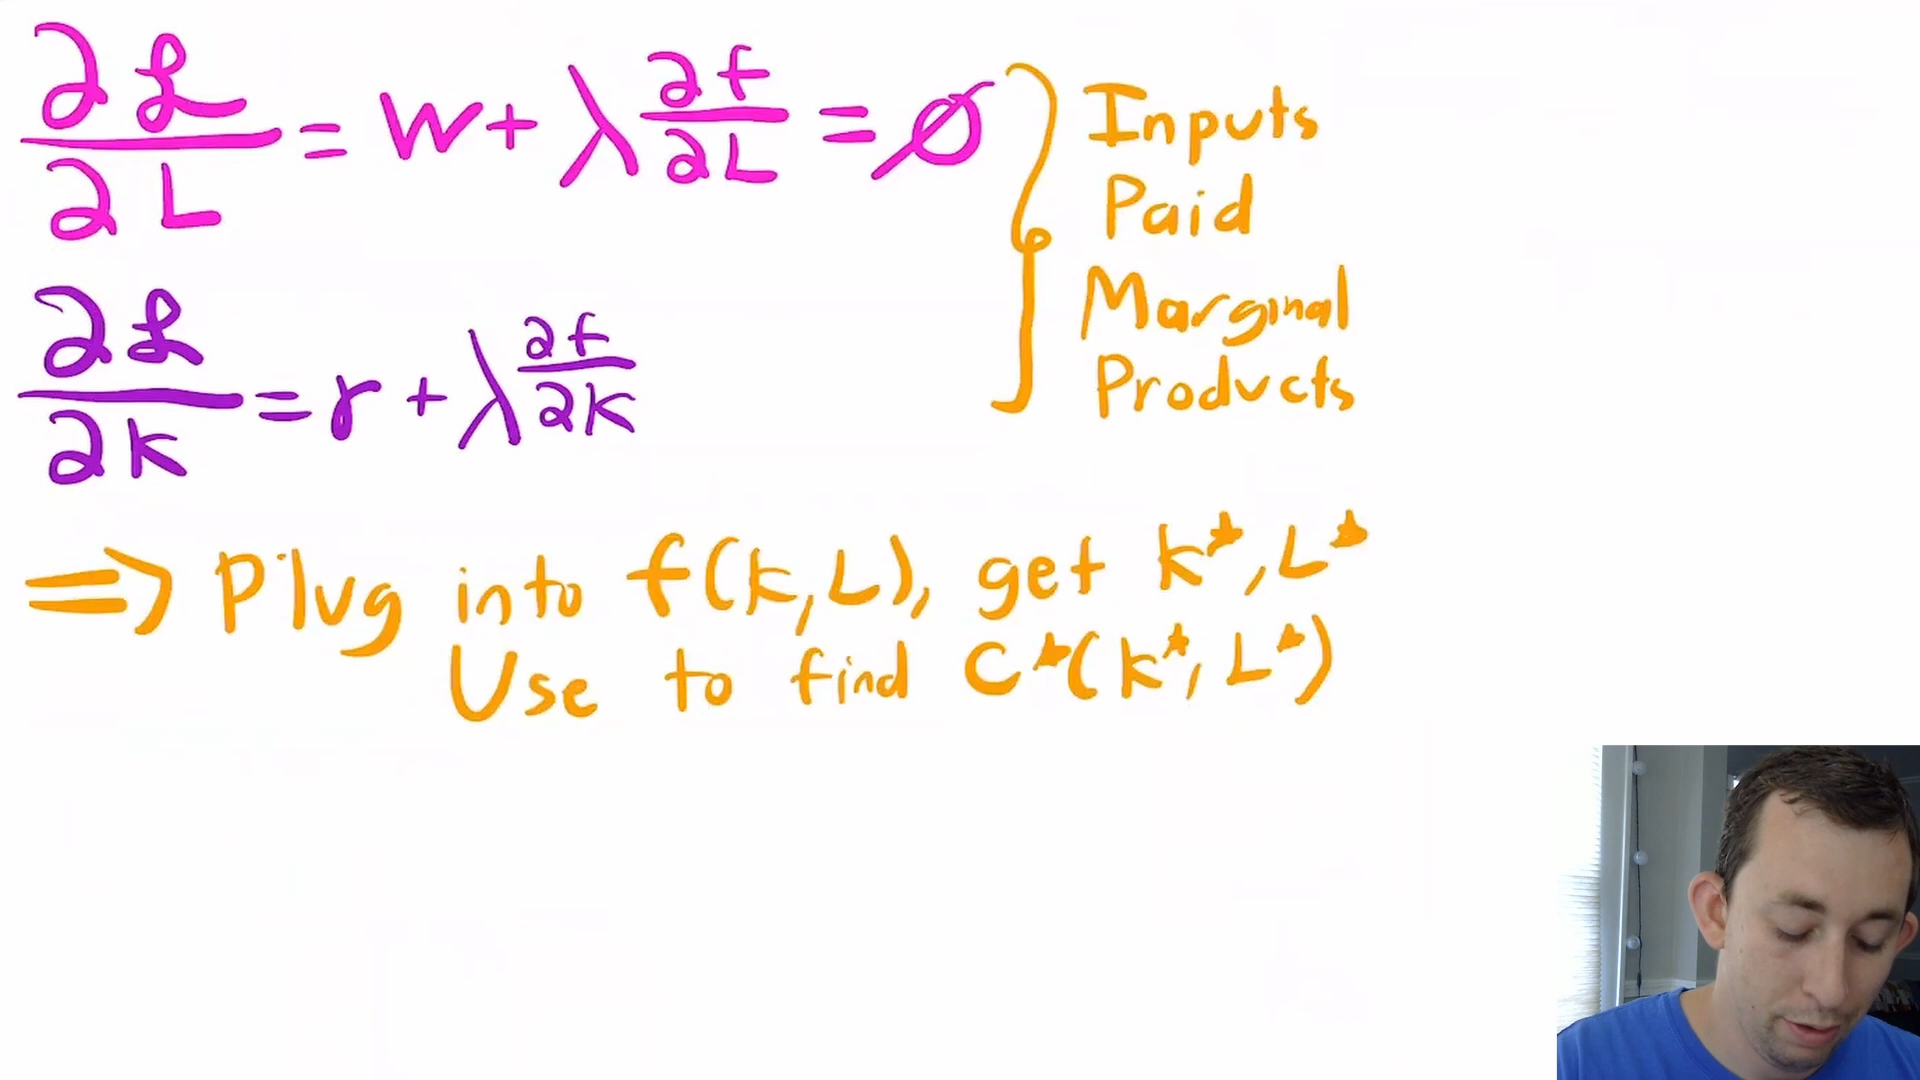 ∂ℒ/∂L = w + λ ∂f/∂L = 0
Inputs
Paid
Marginal
Products
∂ℒ/∂K = r + λ ∂f/∂K
⇒ Plug into f(K,L), get K*, L*
Use to find C*(K*, L*)